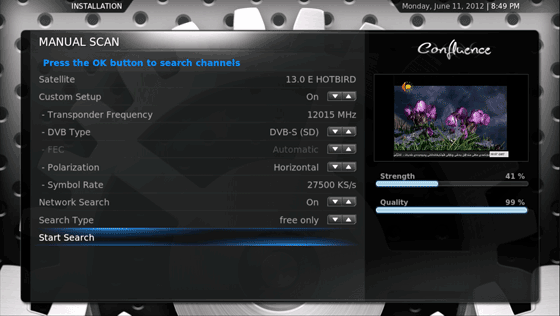 INSTALLATION
Monday, June 11, 2012 | 8:49 PM
MANUAL SCAN
Confluence
Press the OK button to search channels
Satellite 13.0 E HOTBIRD
Custom Setup On
- Transponder Frequency 12015 MHz
- DVB Type DVB-S (SD)
- FEC Automatic
- Polarization Horizontal
- Symbol Rate 27500 KS/s
Network Search On
Search Type free only
Start Search
Strength 41 %
Quality 99 %